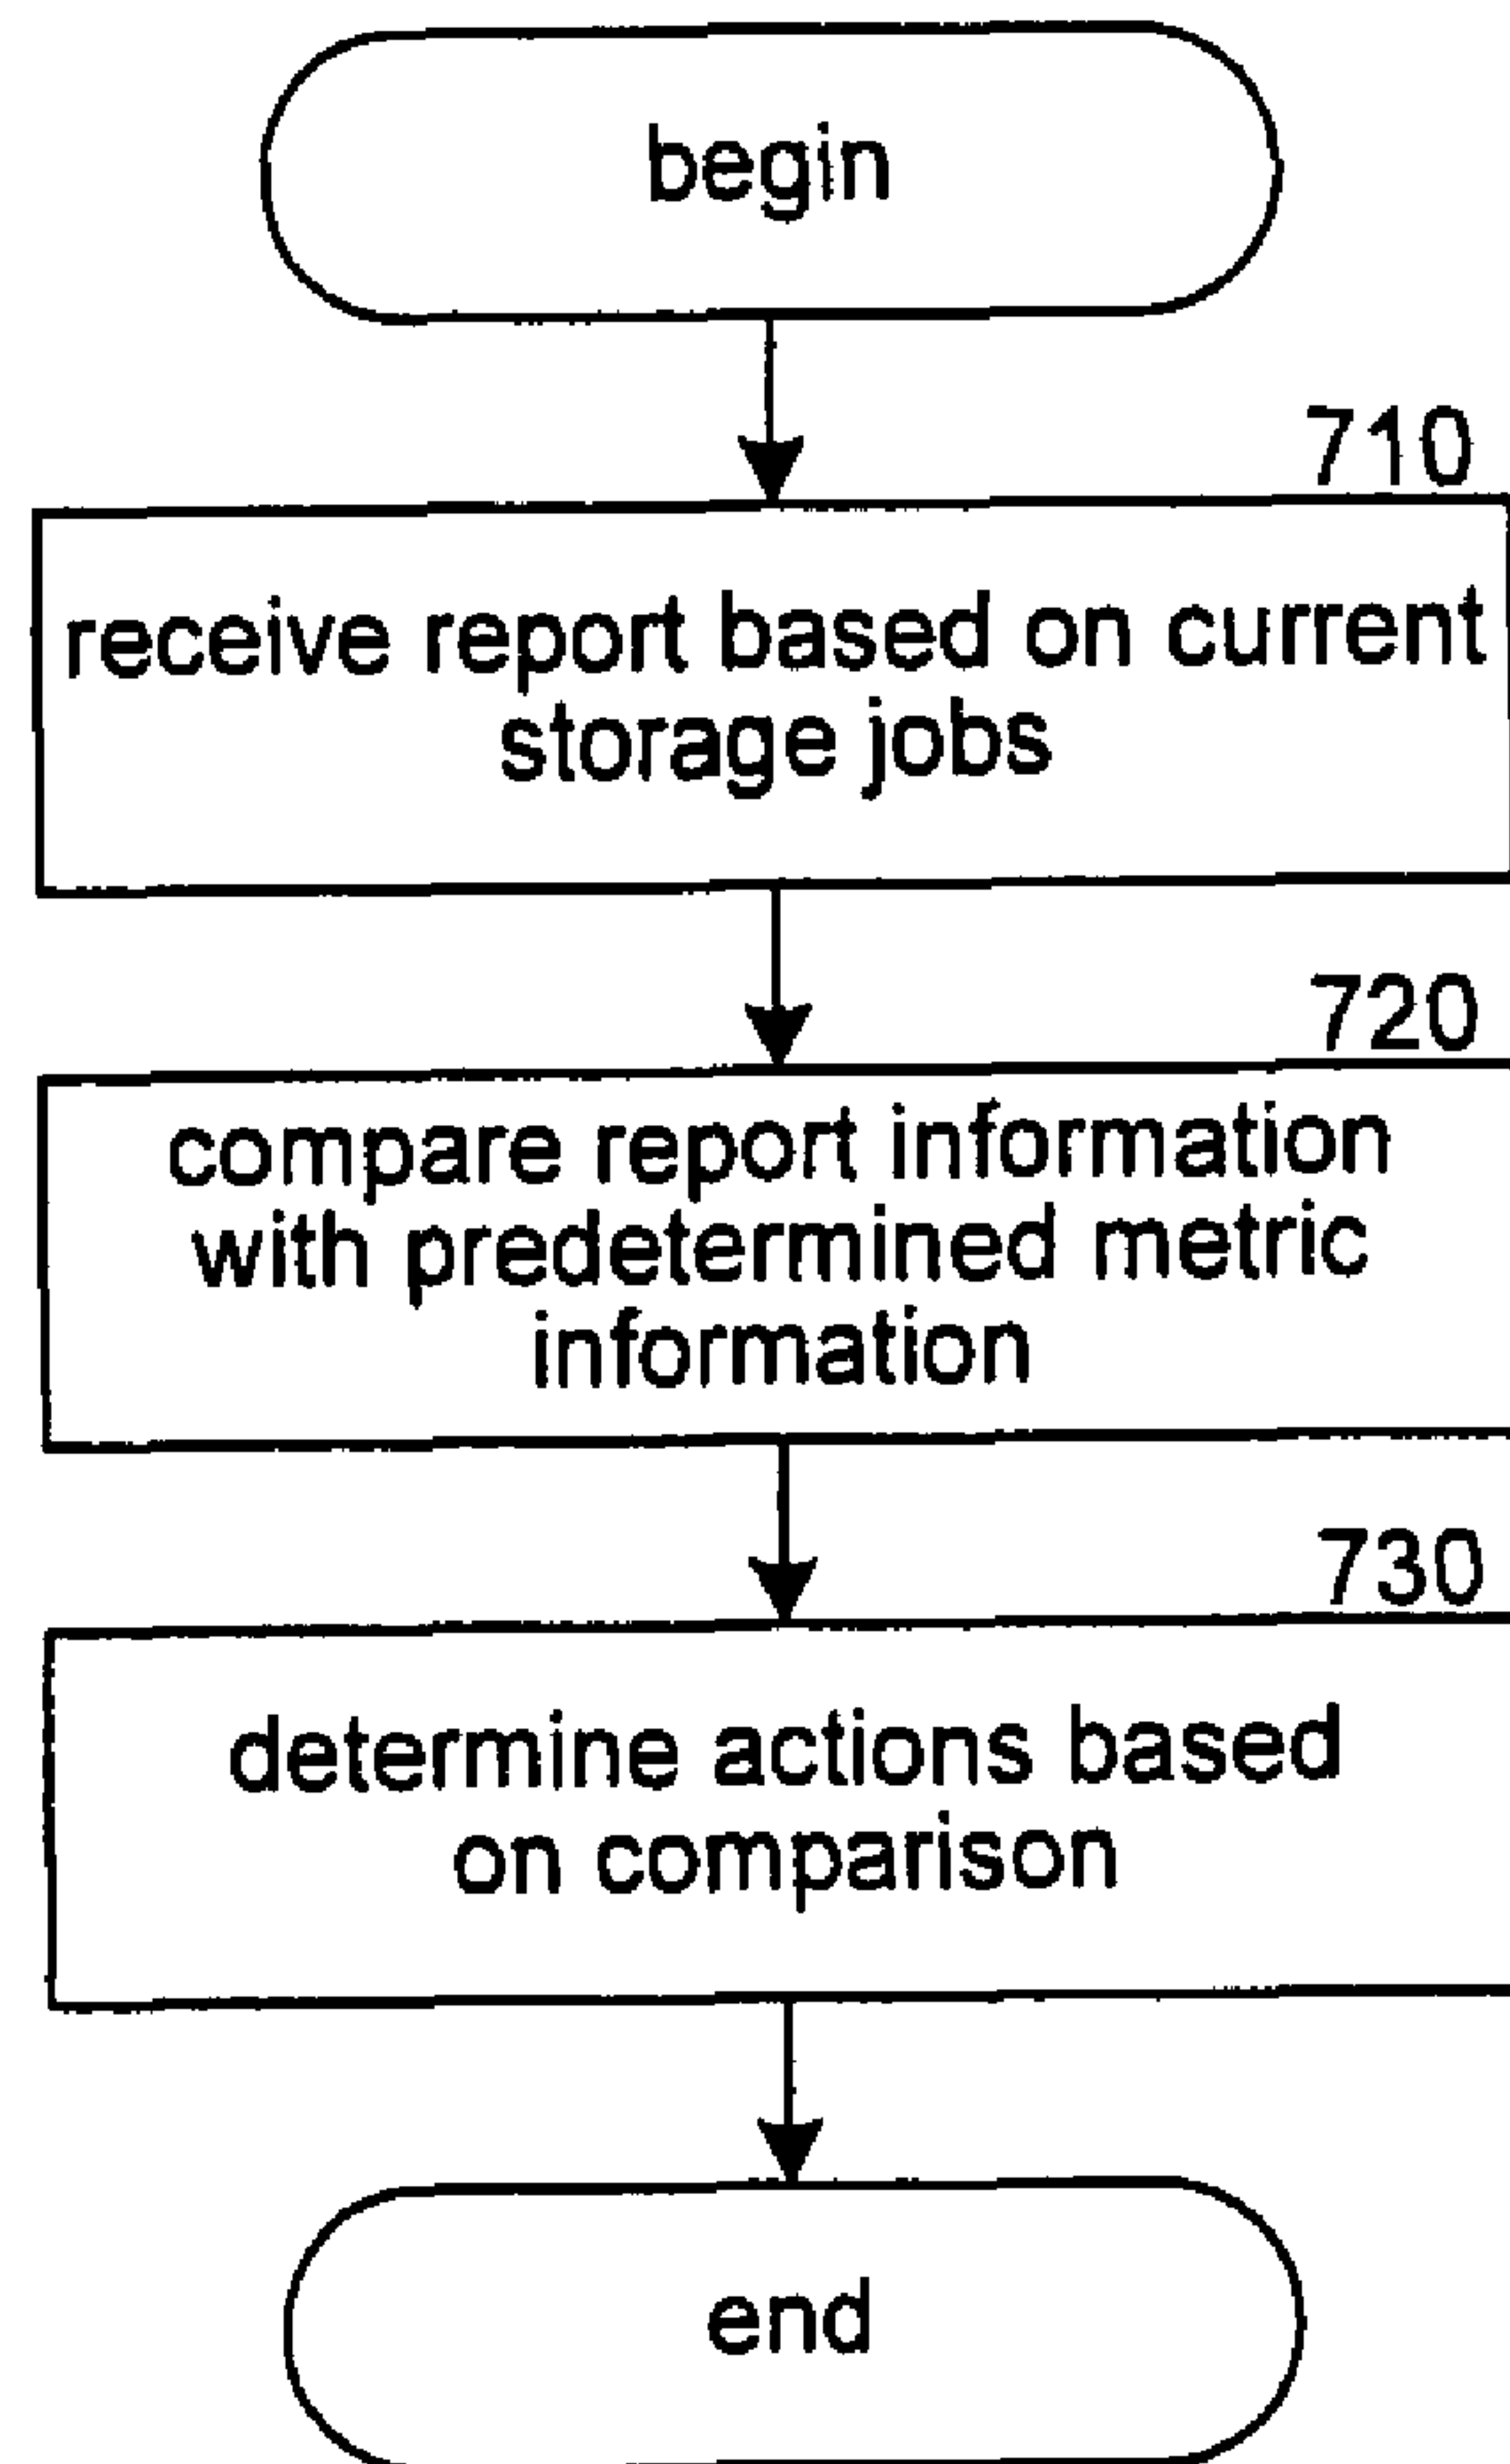 begin
710
receive report based on current
storage jobs
720
compare report information
with predetermined metric
information
730
determine actions based
on comparison
end